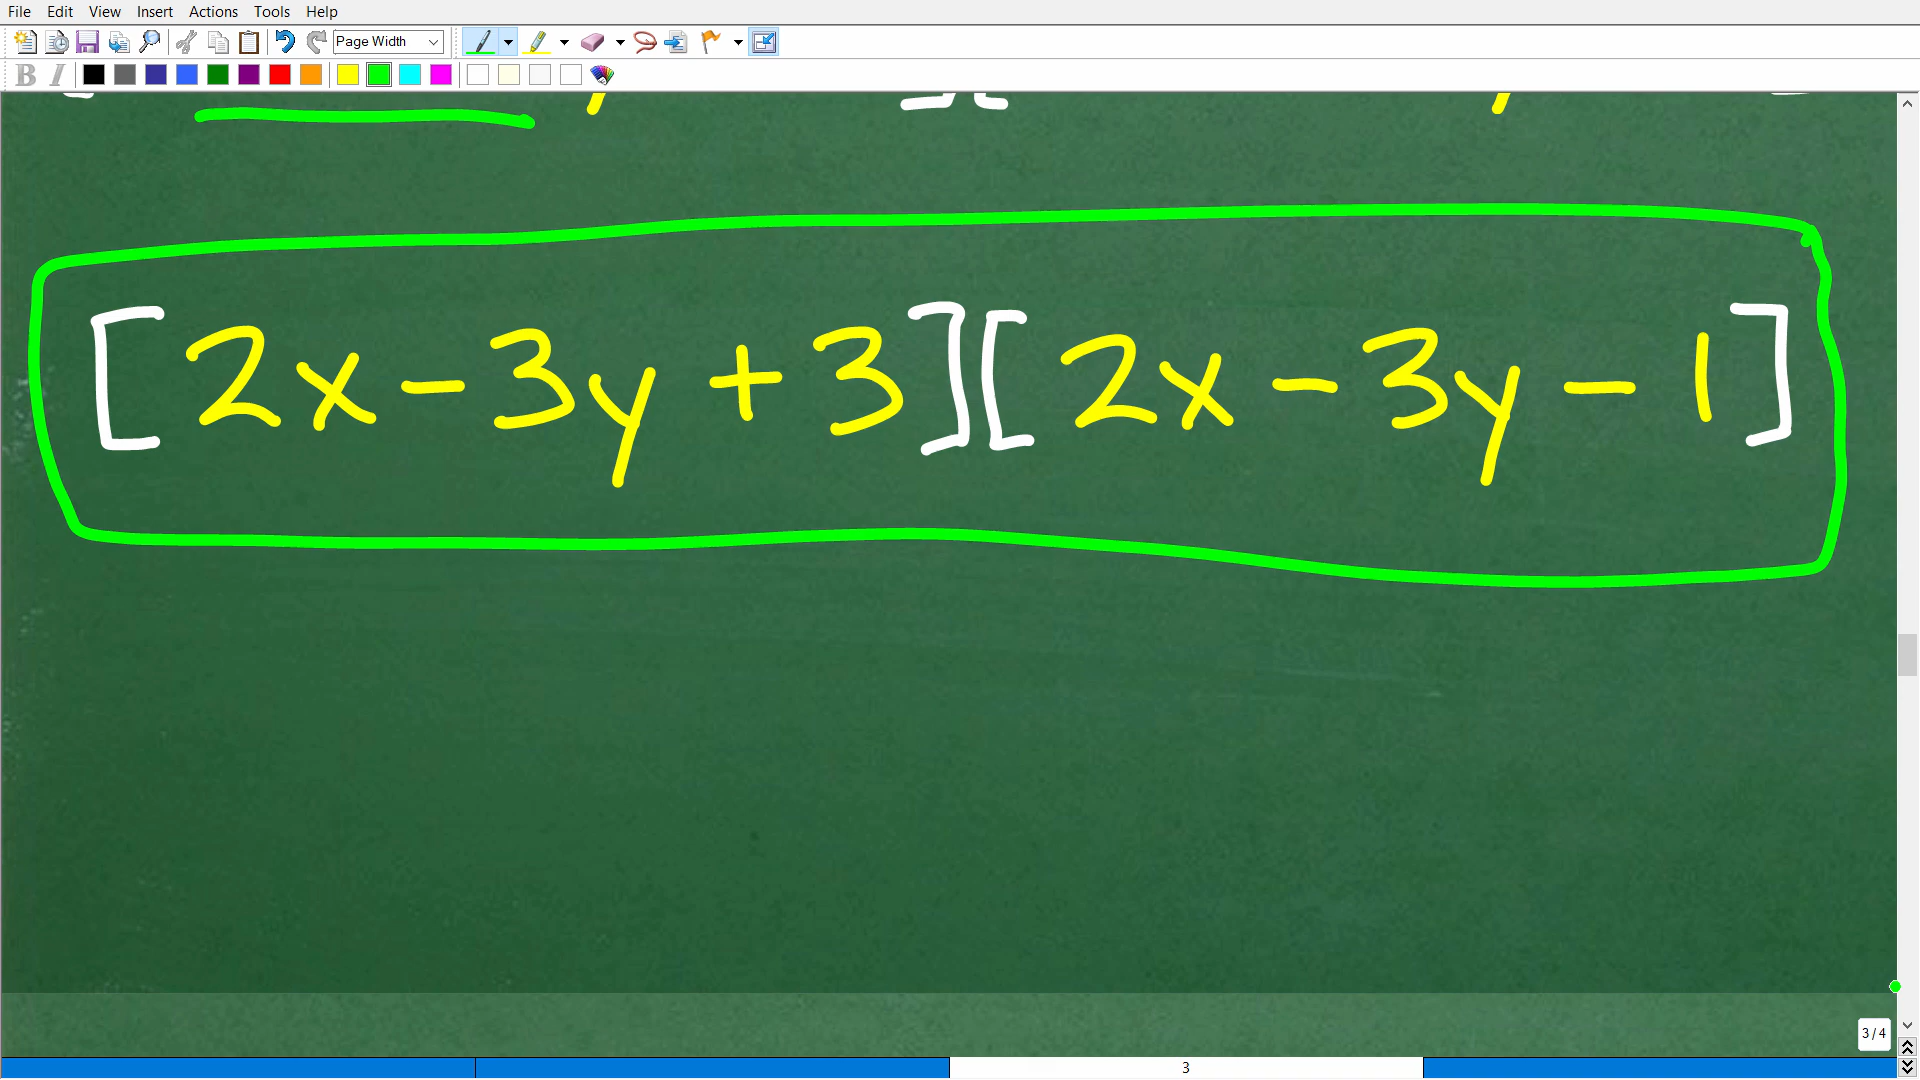 File Edit View Insert Actions Tools Help
Page Width
B I
[2x - 3y + 3][2x - 3y - 1]
3 / 4
3